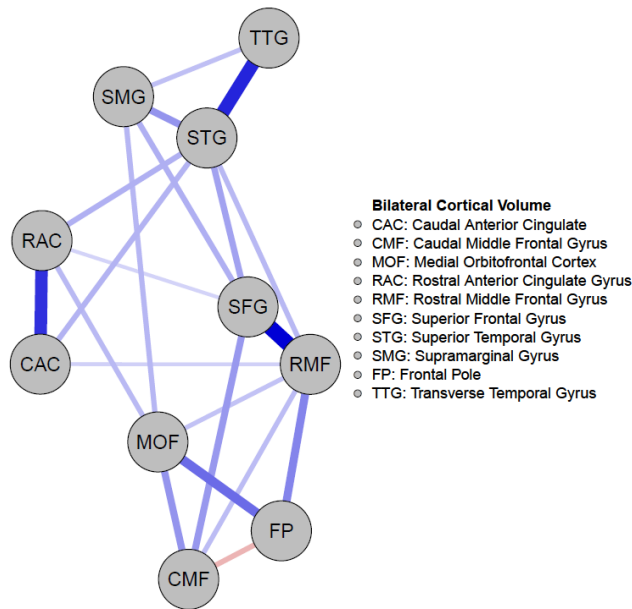 TTG
SMG
STG
RAC
SFG
CAC
RMF
MOF
FP
CMF
Bilateral Cortical Volume
CAC: Caudal Anterior Cingulate
CMF: Caudal Middle Frontal Gyrus
MOF: Medial Orbitofrontal Cortex
RAC: Rostral Anterior Cingulate Gyrus
RMF: Rostral Middle Frontal Gyrus
SFG: Superior Frontal Gyrus
STG: Superior Temporal Gyrus
SMG: Supramarginal Gyrus
FP: Frontal Pole
TTG: Transverse Temporal Gyrus